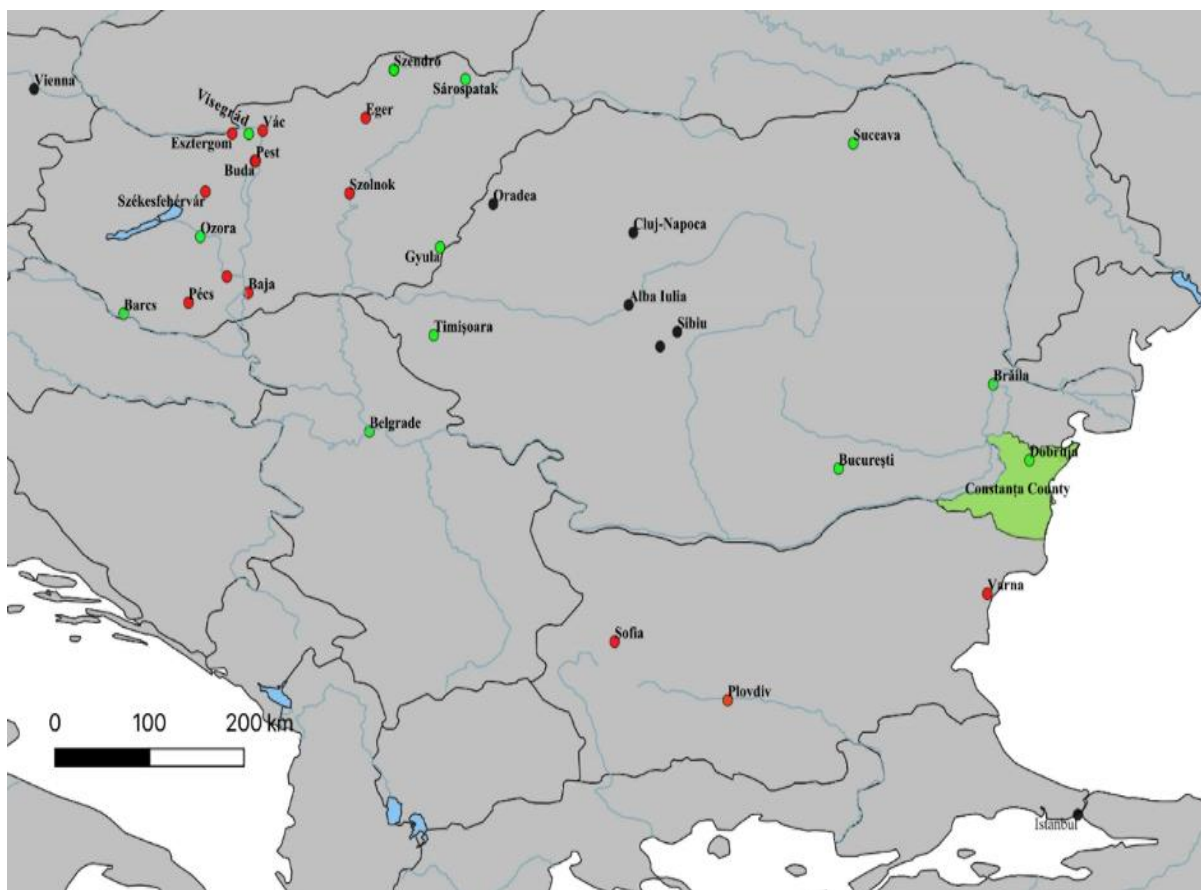 Szendrő
Vienna
Sárospatak
Visegrád
Eger
Vác
Esztergom
Suceava
Pest
Buda
Szolnok
Székesfehérvár
Oradea
Cluj-Napoca
Ozora
Gyula
Baja
Alba Iulia
Pécs
Barcs
Sibiu
Timișoara
Brăila
Belgrade
Dobruja
București
Constanța County
Varna
Sofia
Plovdiv
0 100 200 km
Istanbul